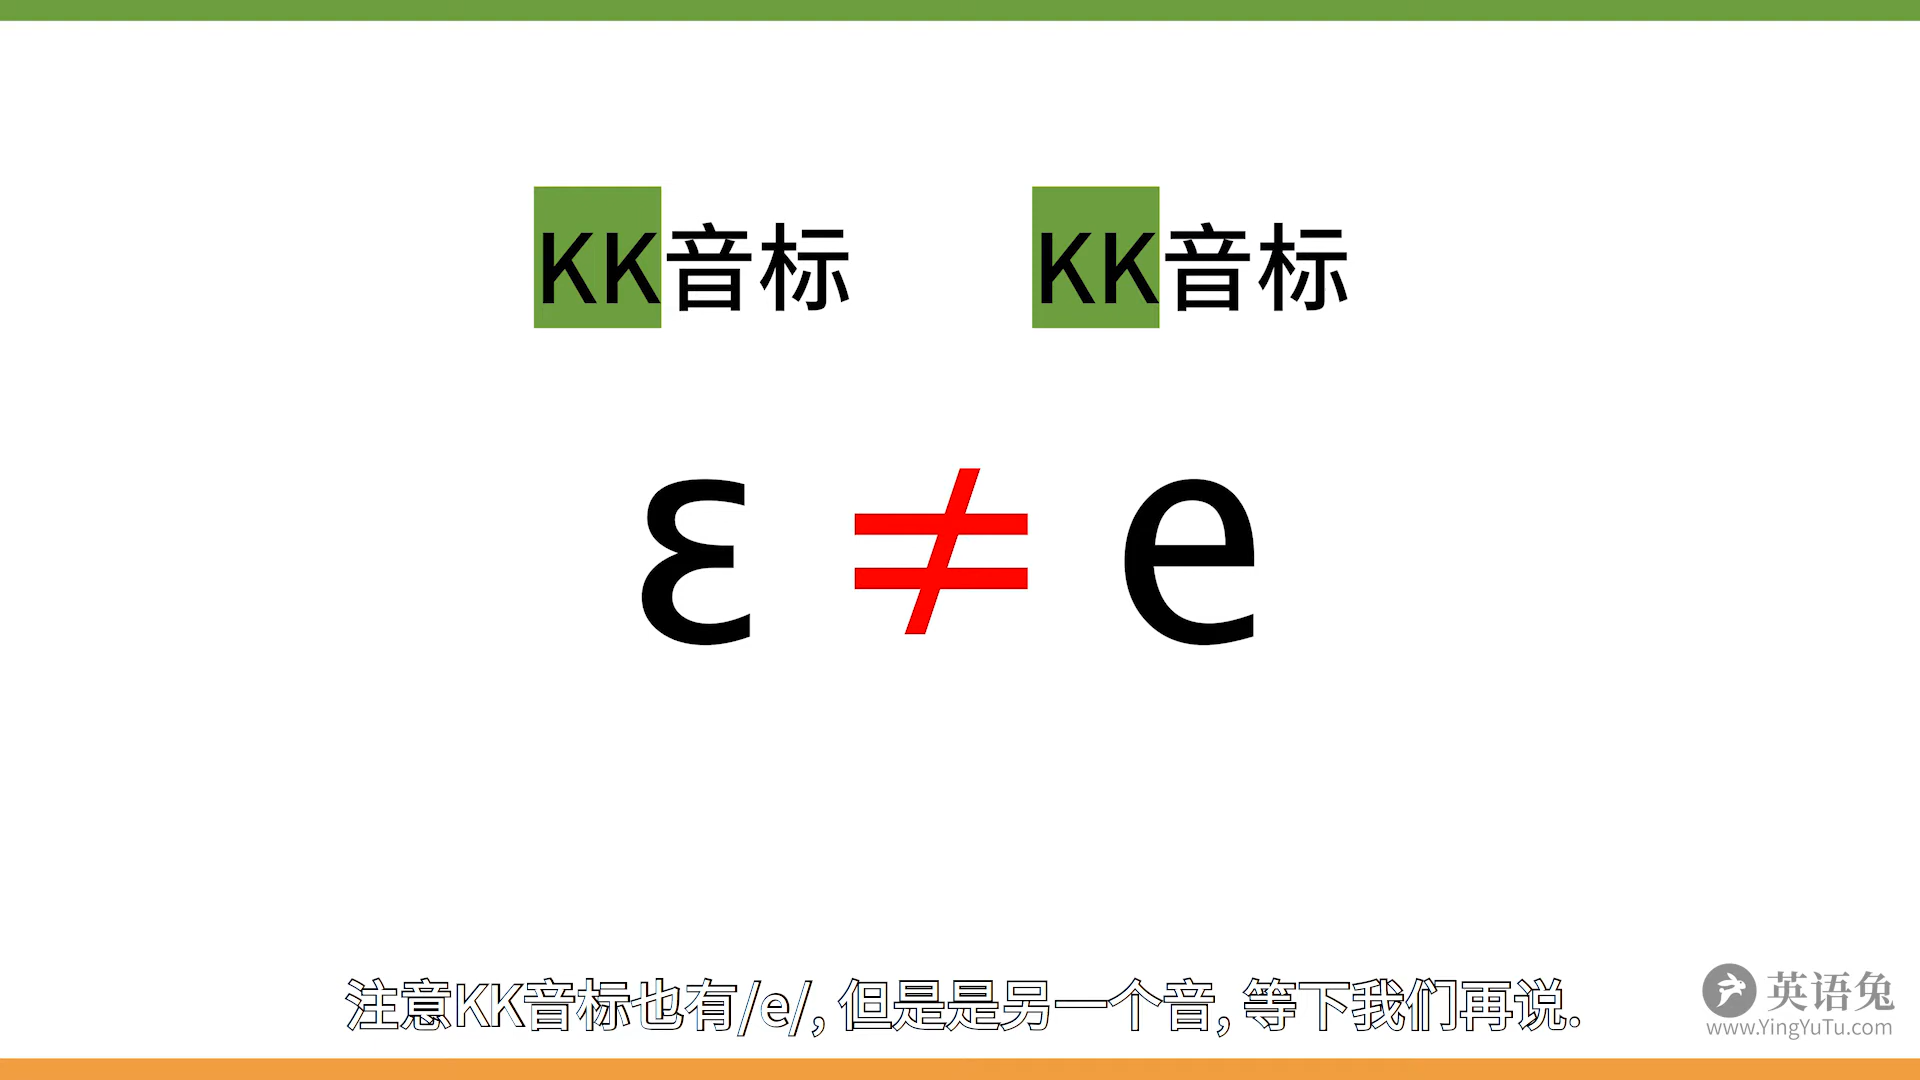 KK音标 KK音标
ɛ ≠ e
注意KK音标也有/e/, 但是是另一个音, 等下我们再说.
英语兔
www.YingYuTu.com